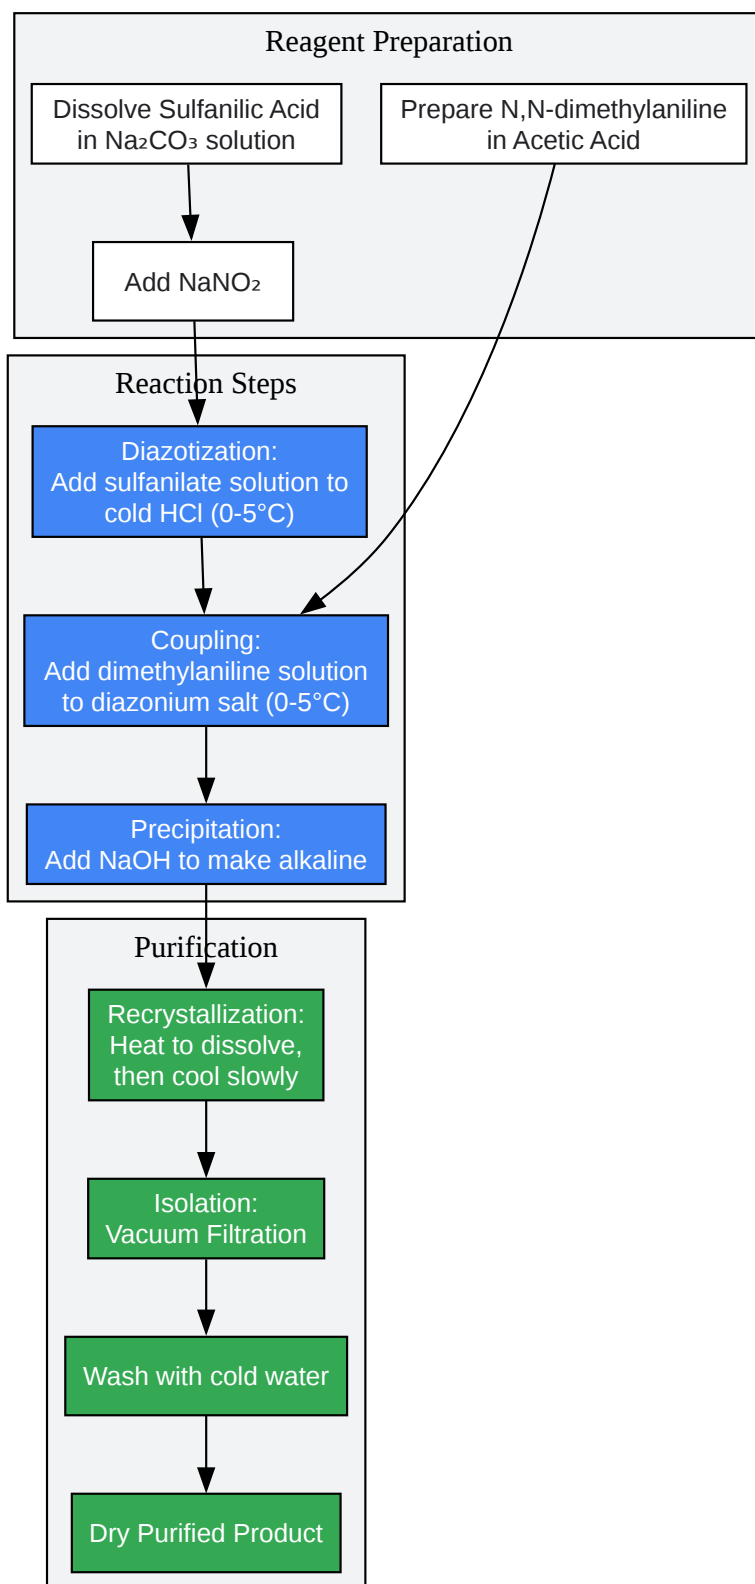 Reagent Preparation
Dissolve Sulfanilic Acid
in Na₂CO₃ solution
Prepare N,N-dimethylaniline
in Acetic Acid
Add NaNO₂
Reaction Steps
Diazotization:
Add sulfanilate solution to
cold HCl (0-5°C)
Coupling:
Add dimethylaniline solution
to diazonium salt (0-5°C)
Precipitation:
Add NaOH to make alkaline
Purification
Recrystallization:
Heat to dissolve,
then cool slowly
Isolation:
Vacuum Filtration
Wash with cold water
Dry Purified Product